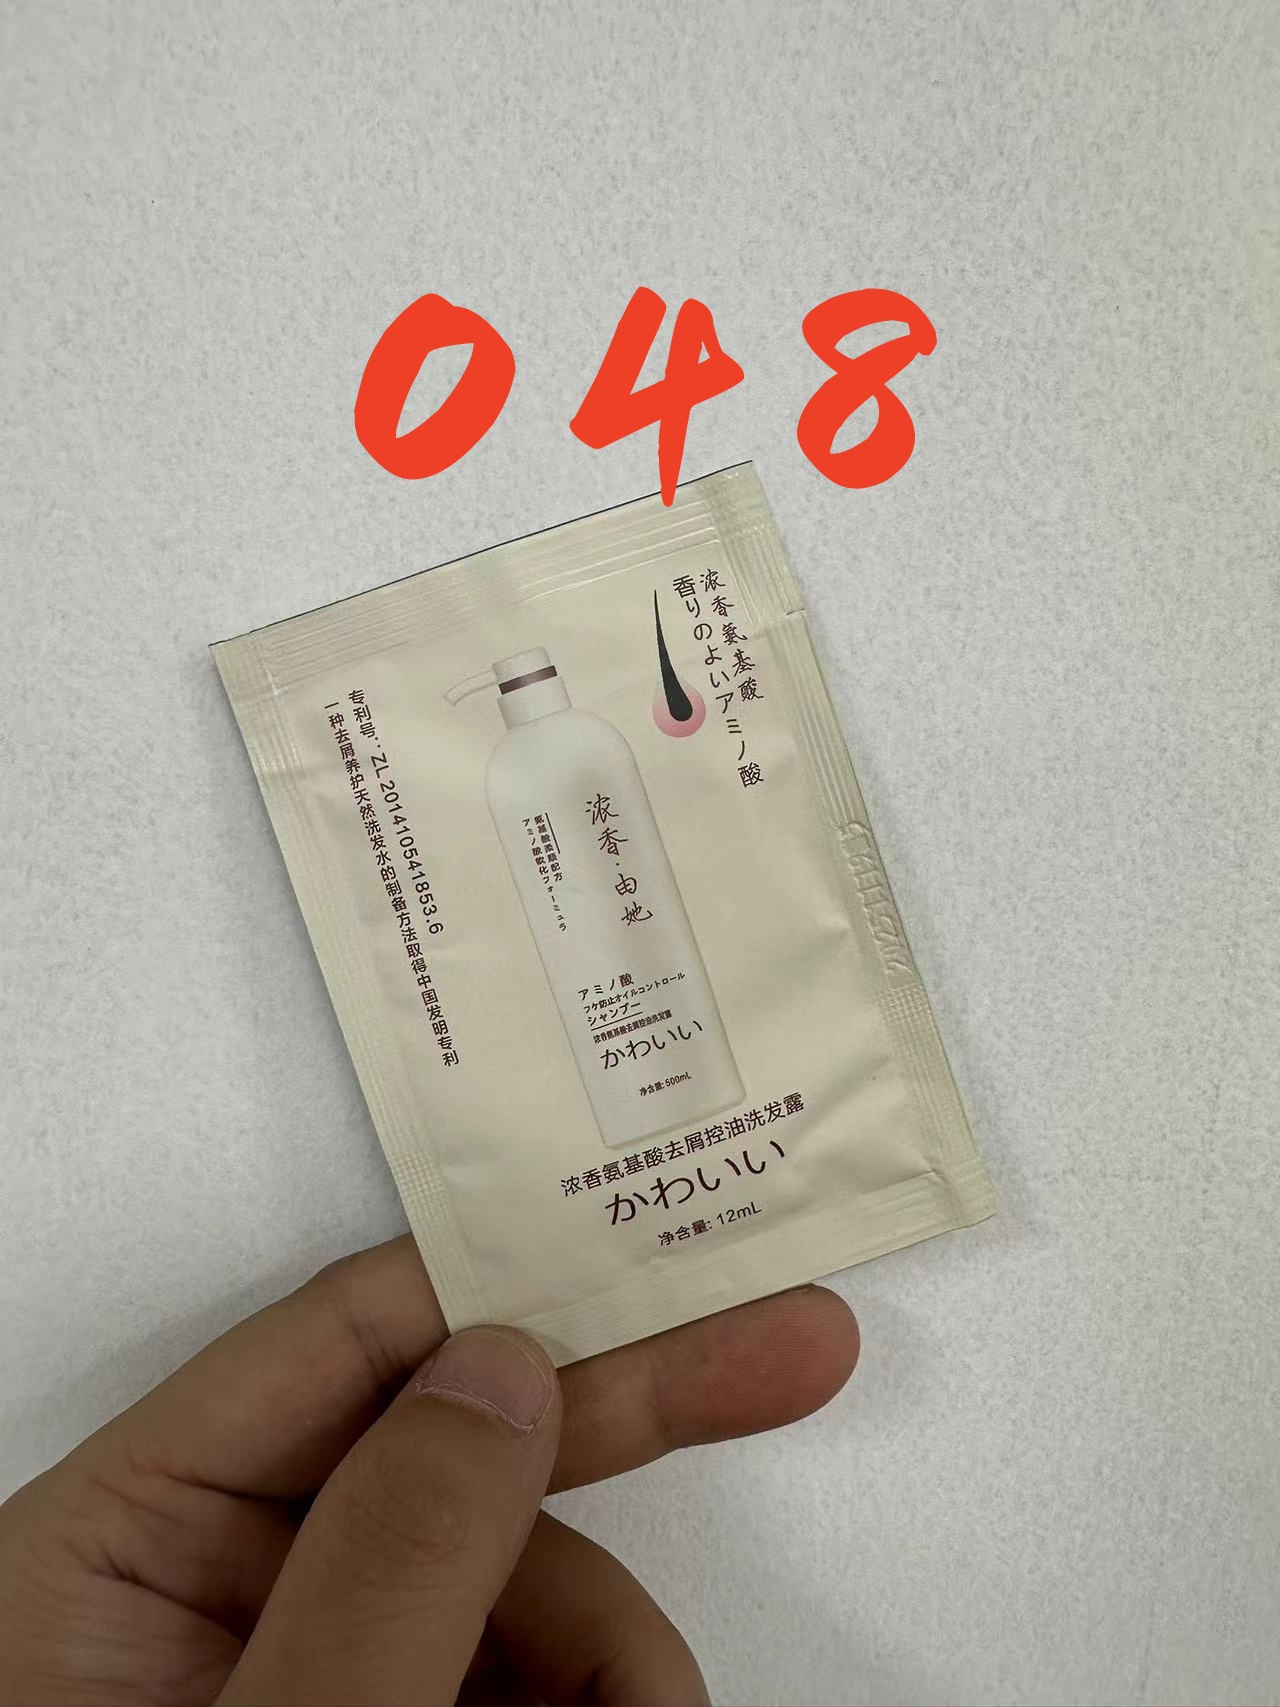 048
浓香氨基酸
香りのよいアミノ酸
专利号:ZL 201410541853.6
一种去屑养护天然洗发水的制备方法取得中国发明专利
浓香·由她
氨基酸柔顺配方
アミノ酸軟化フォーミュラ
アミノ酸
フケ防止オイルコントロール
シャンプー
浓香氨基酸去屑控油洗发露
かわいい
净含量:500mL
浓香氨基酸去屑控油洗发露
かわいい
净含量: 12mL